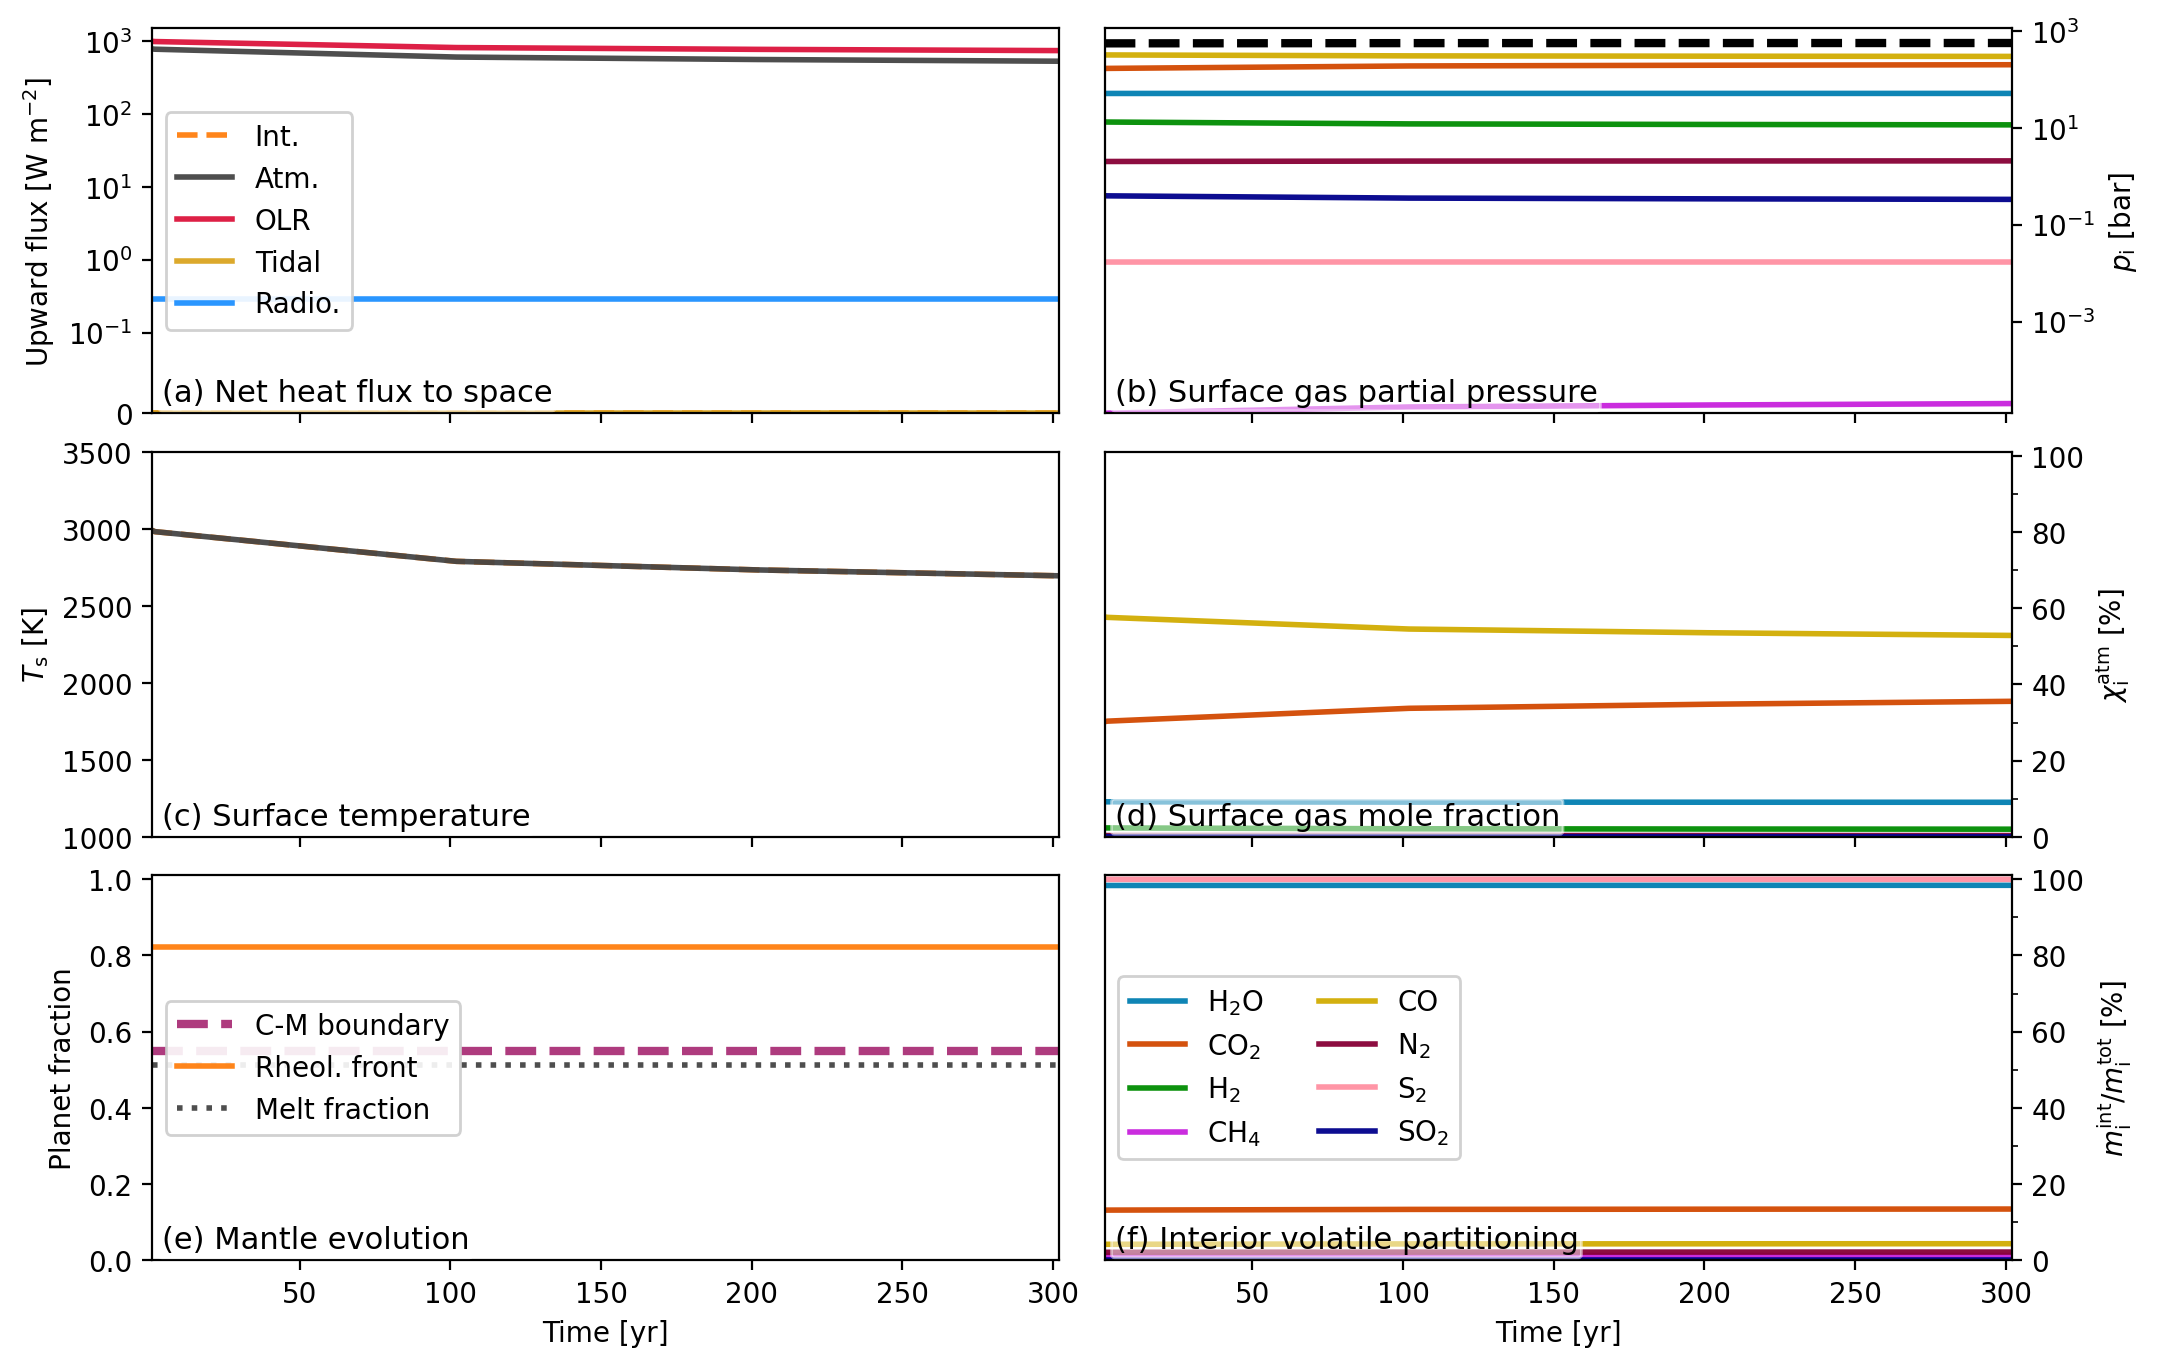 10³
10²
10¹
10⁰
10⁻¹
0
Upward flux [W m⁻²]
Int.
Atm.
OLR
Tidal
Radio.
(a) Net heat flux to space
10³
10¹
10⁻¹
10⁻³
pᵢ [bar]
(b) Surface gas partial pressure
3500
3000
2500
2000
1500
1000
Tₛ [K]
(c) Surface temperature
100
80
60
40
20
0
χᵢᵃᵗᵐ [%]
(d) Surface gas mole fraction
1.0
0.8
0.6
0.4
0.2
0.0
Planet fraction
C-M boundary
Rheol. front
Melt fraction
(e) Mantle evolution
50 100 150 200 250 300
Time [yr]
100
80
60
40
20
0
mᵢⁱⁿᵗ/mᵢᵗᵒᵗ [%]
H₂O
CO₂
H₂
CH₄
CO
N₂
S₂
SO₂
(f) Interior volatile partitioning
50 100 150 200 250 300
Time [yr]